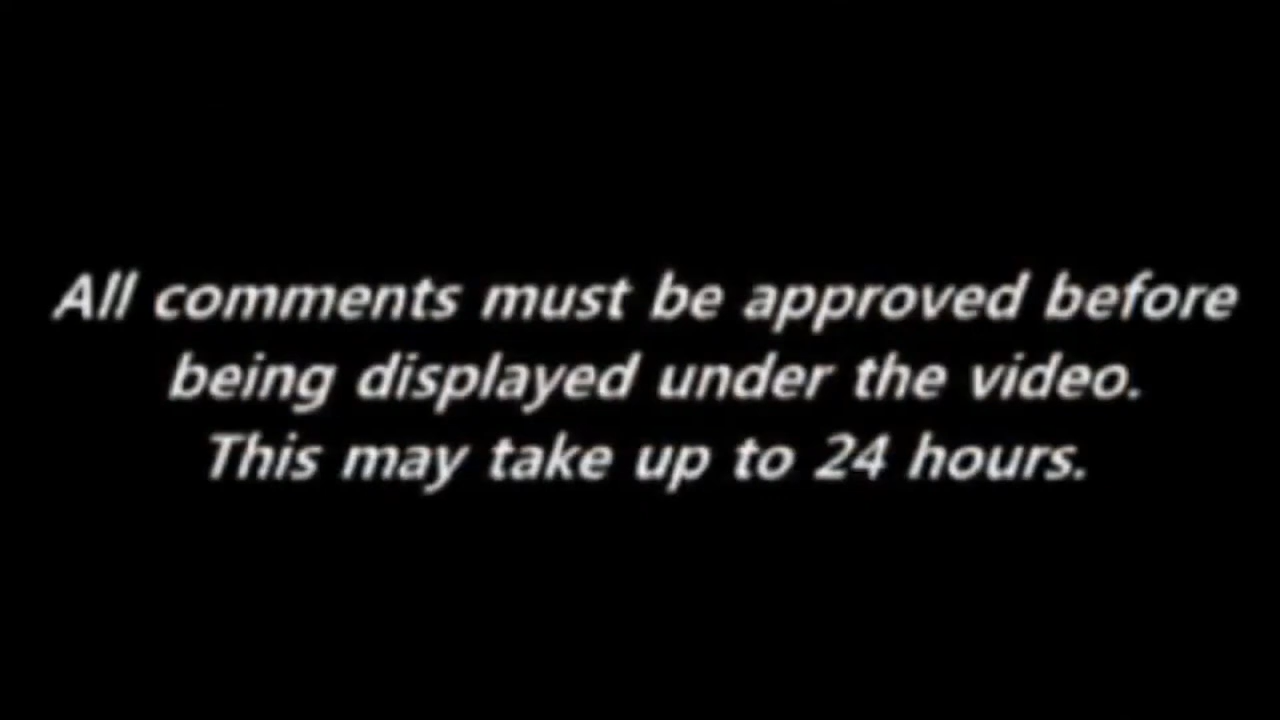 All comments must be approved before
being displayed under the video.
This may take up to 24 hours.